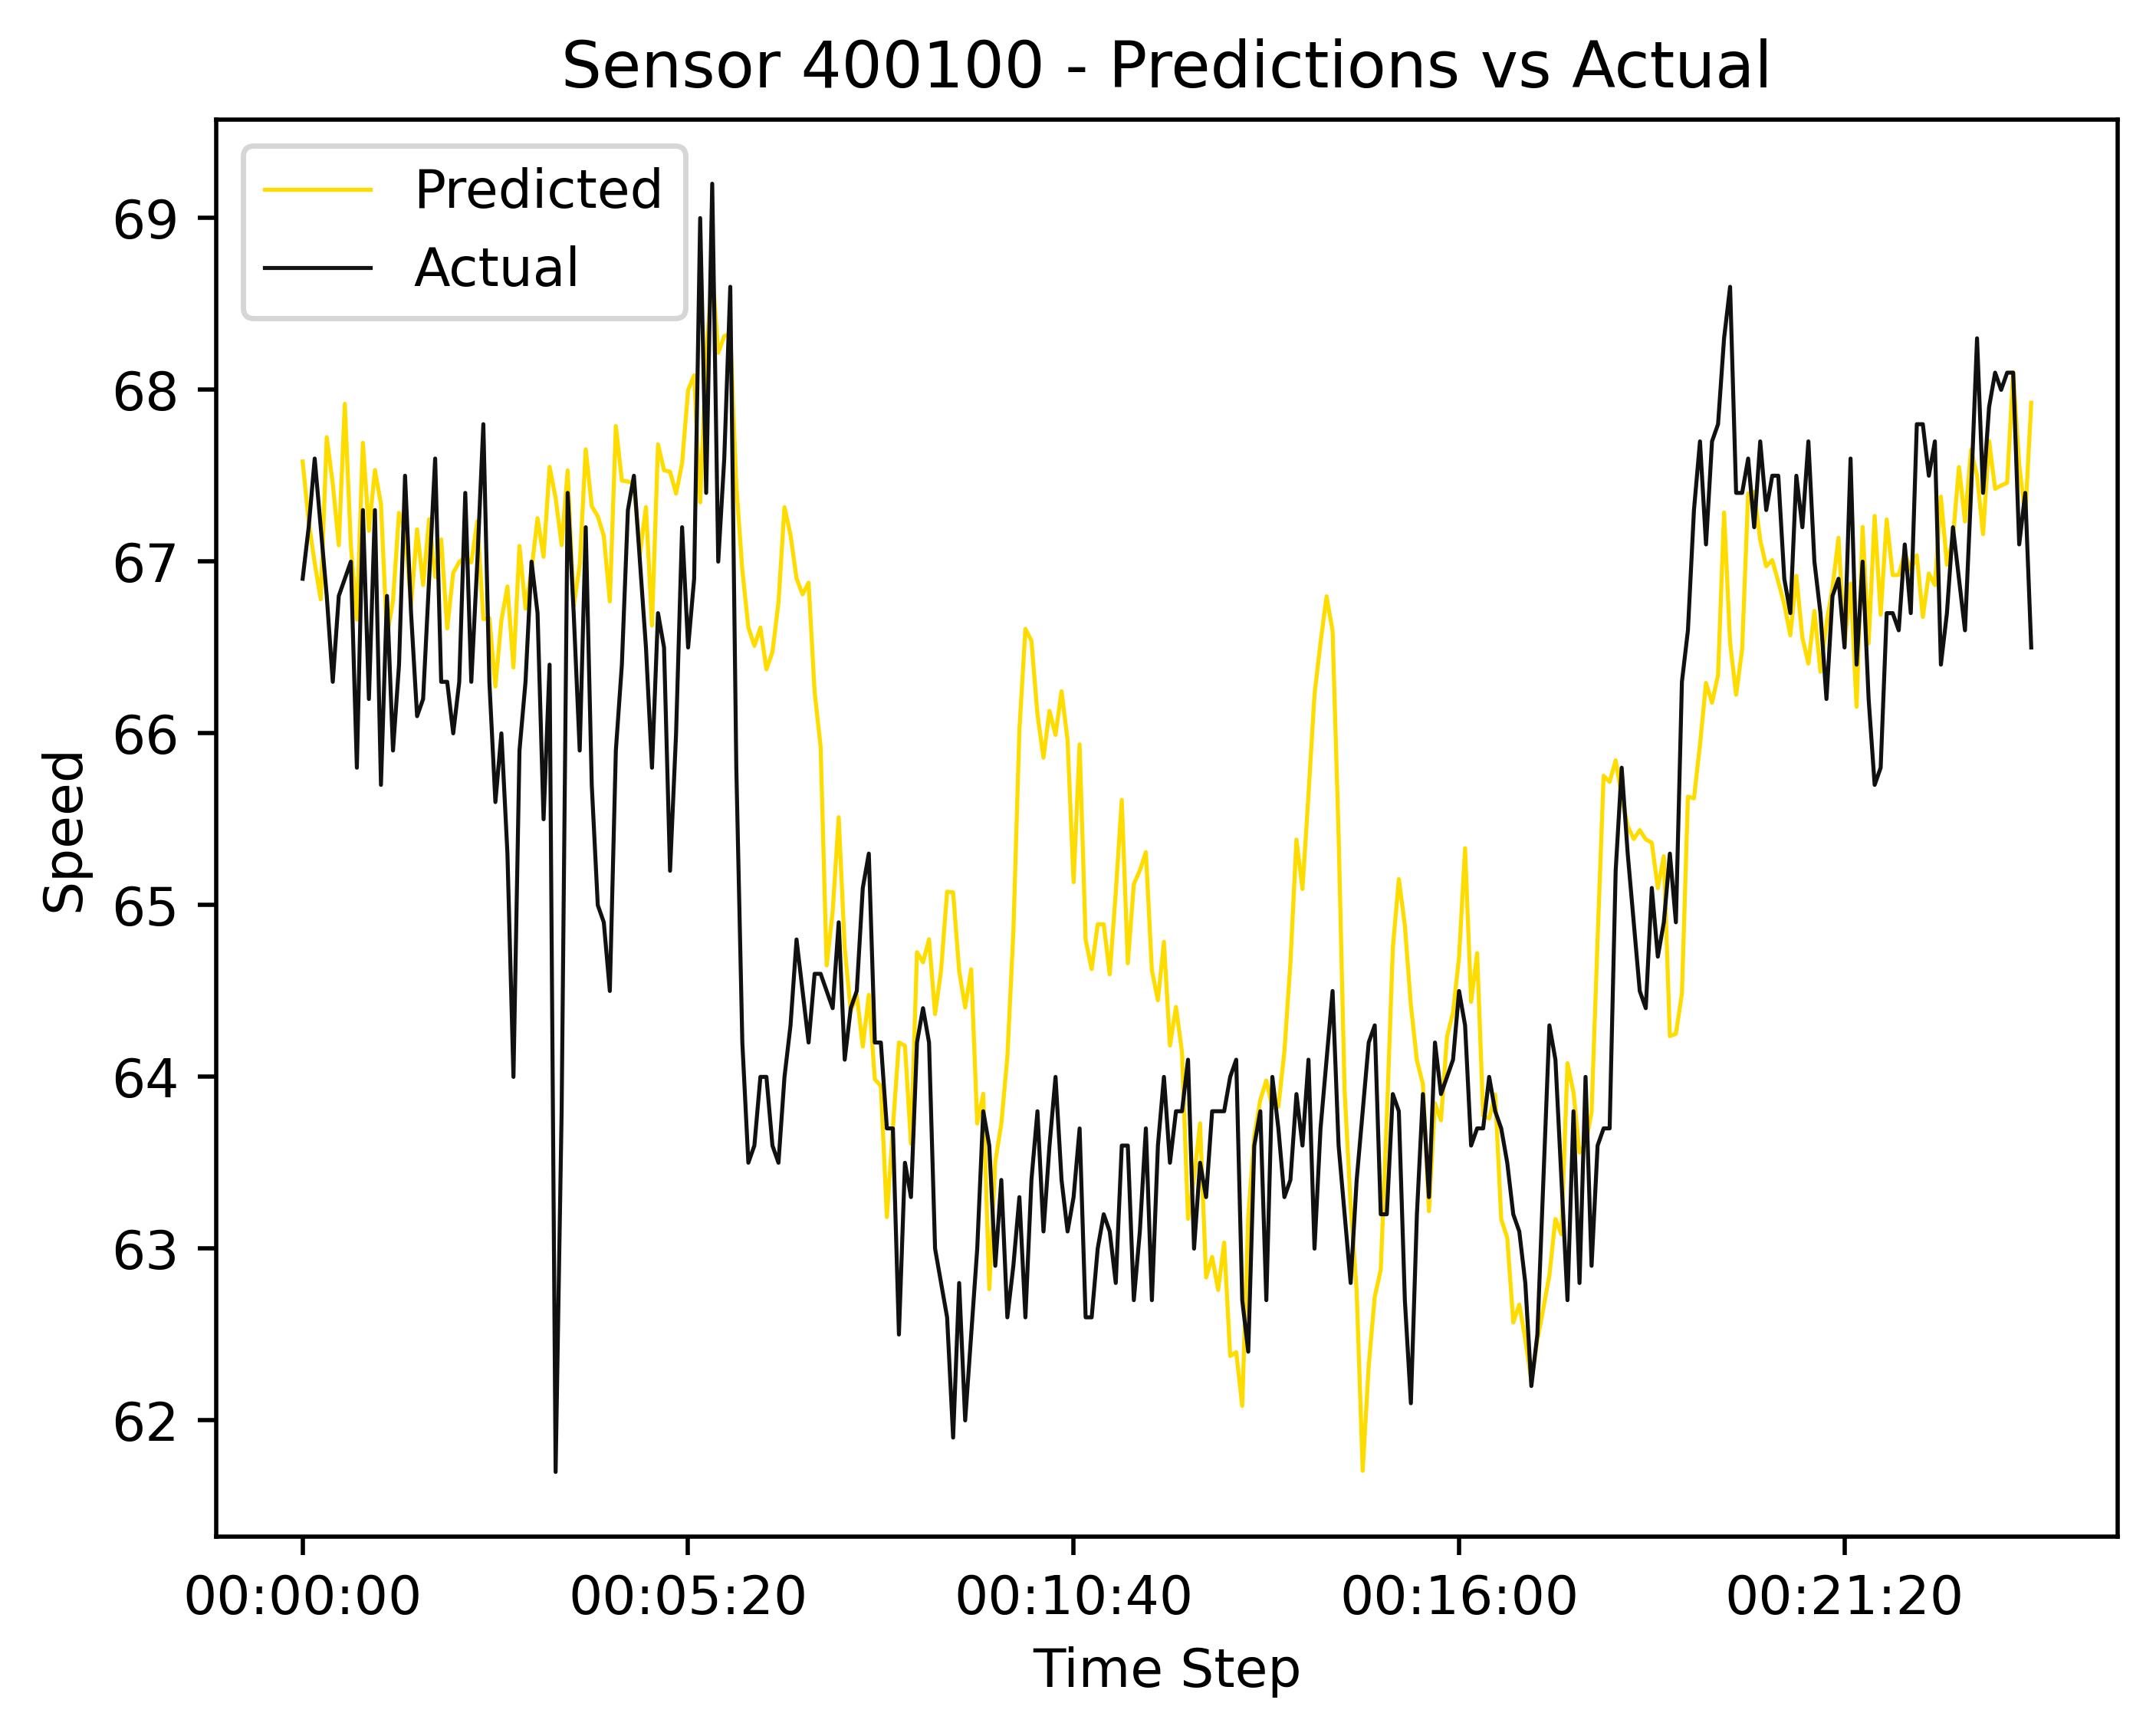 Sensor 400100 - Predictions vs Actual
Predicted
Actual
69
68
67
66
65
64
63
62
Speed
00:00:00
00:05:20
00:10:40
00:16:00
00:21:20
Time Step